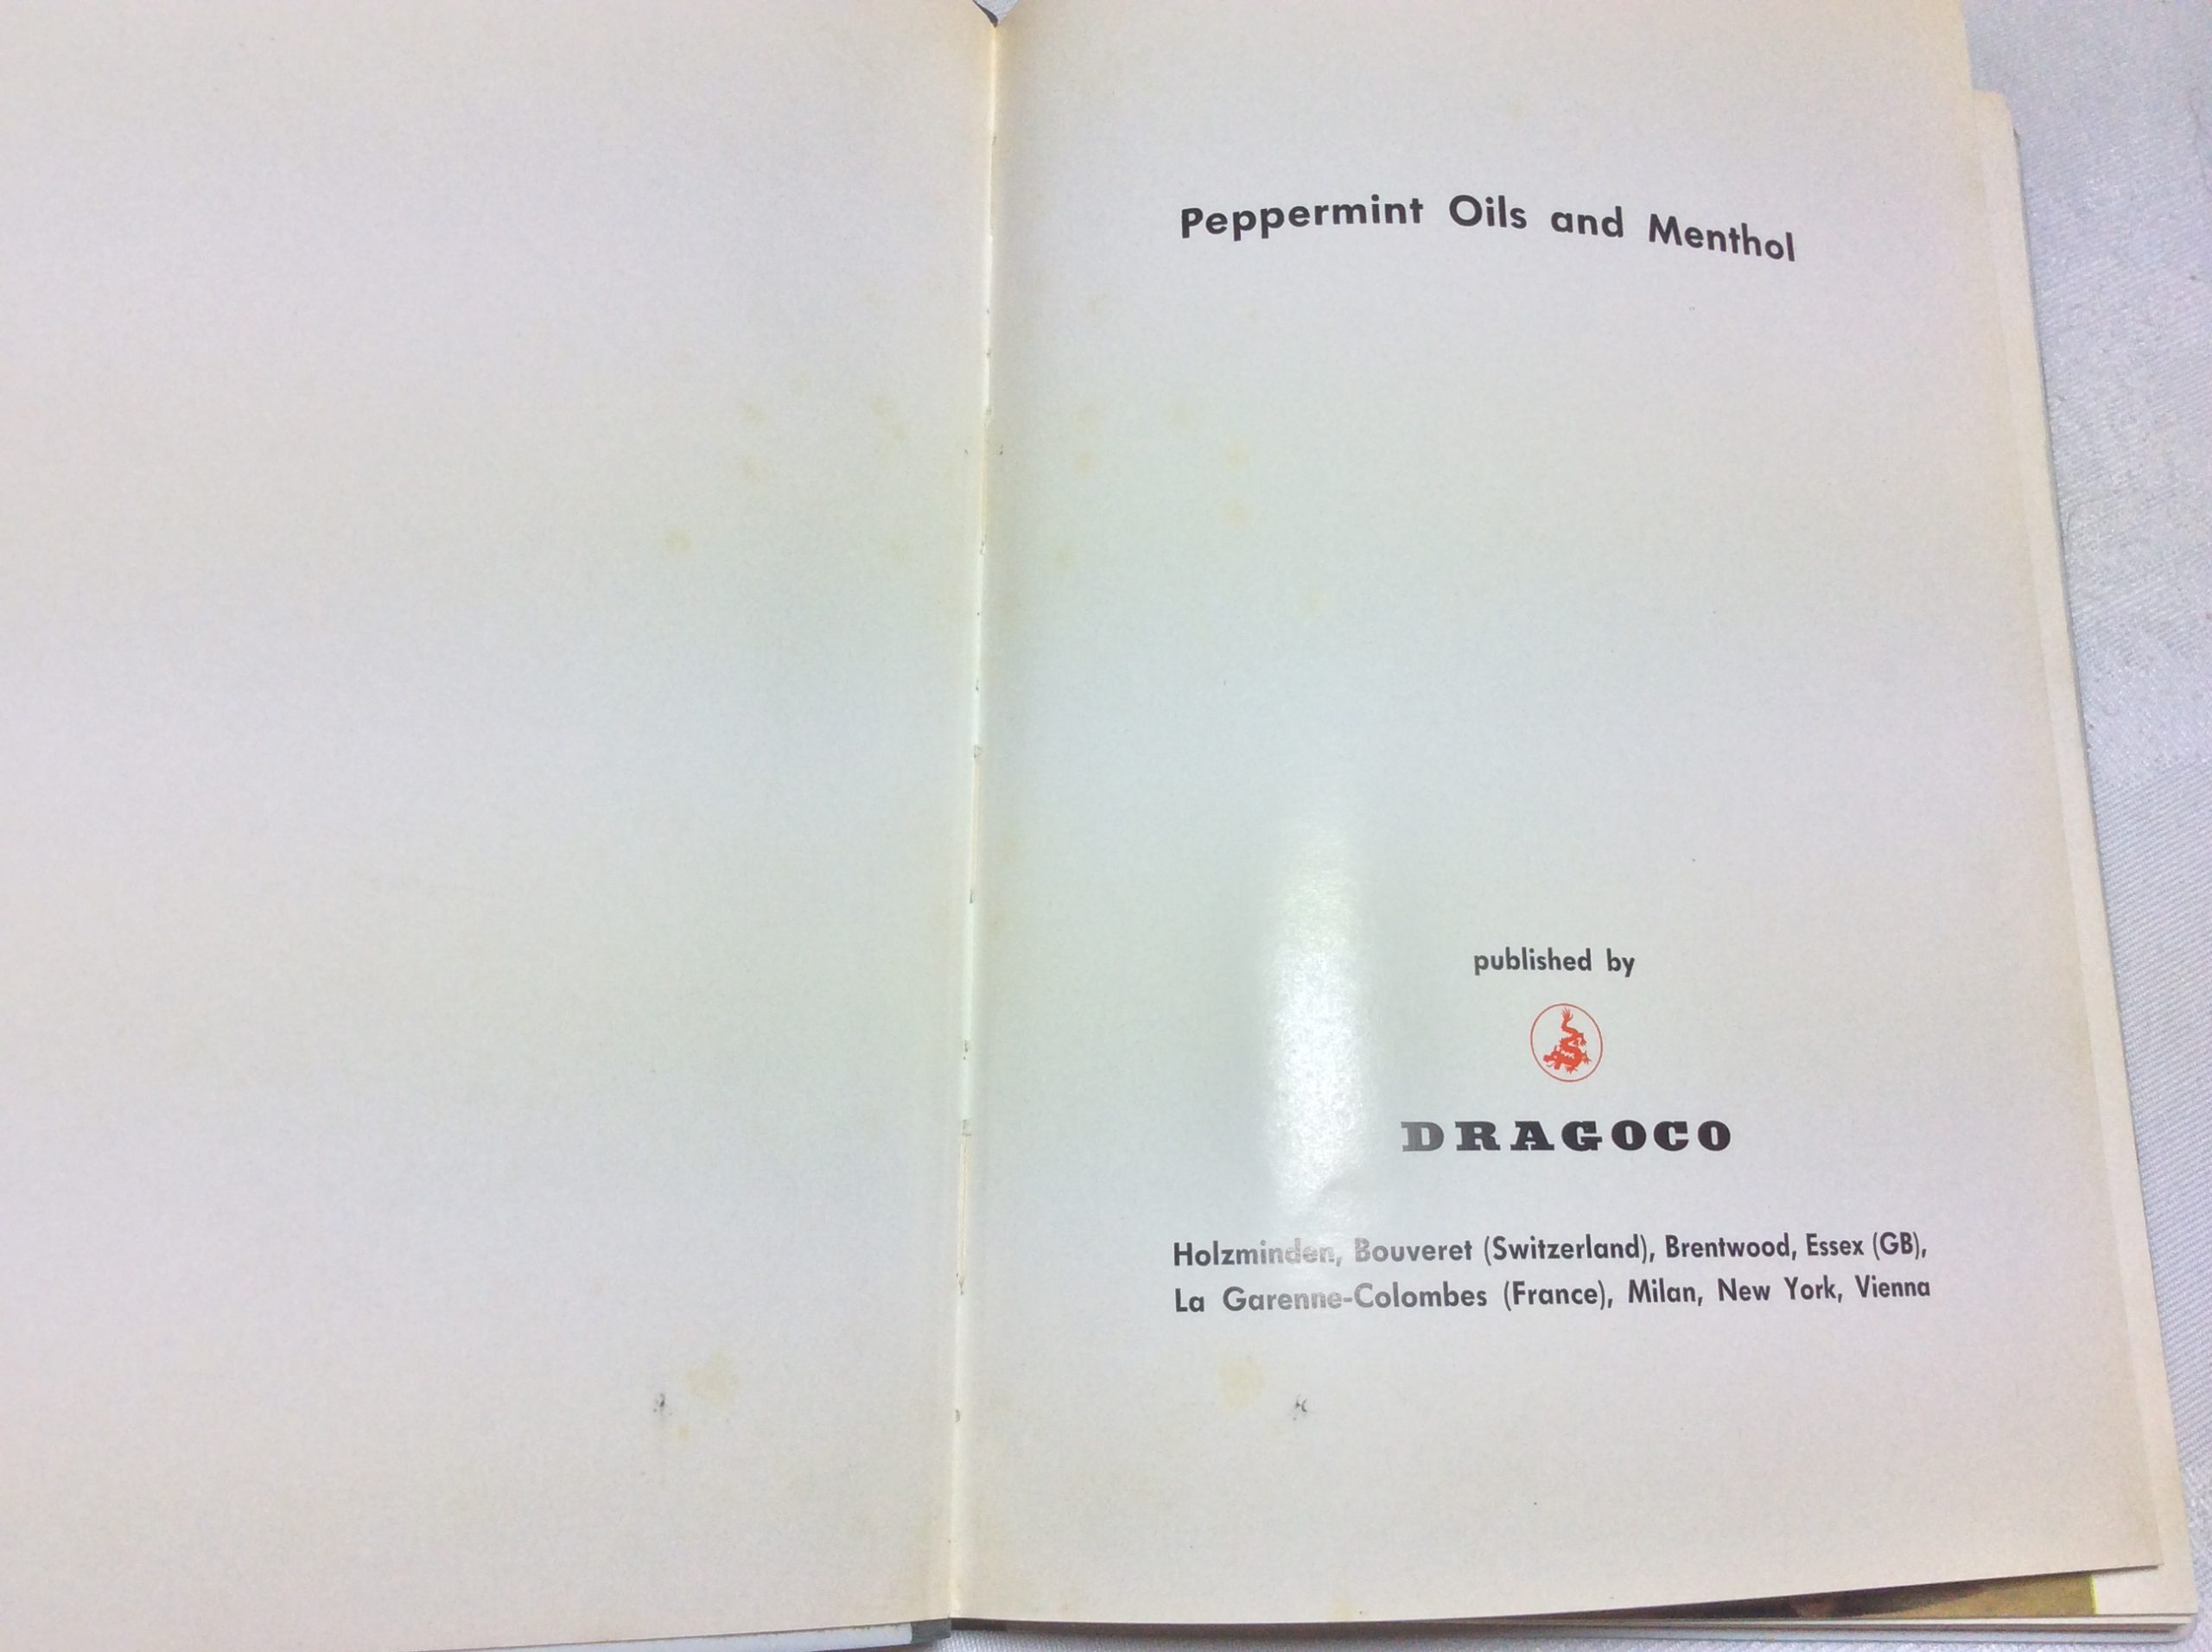 Peppermint Oils and Menthol
published by
DRAGOCO
Holzminden, Bouveret (Switzerland), Brentwood, Essex (GB),
La Garenne-Colombes (France), Milan, New York, Vienna